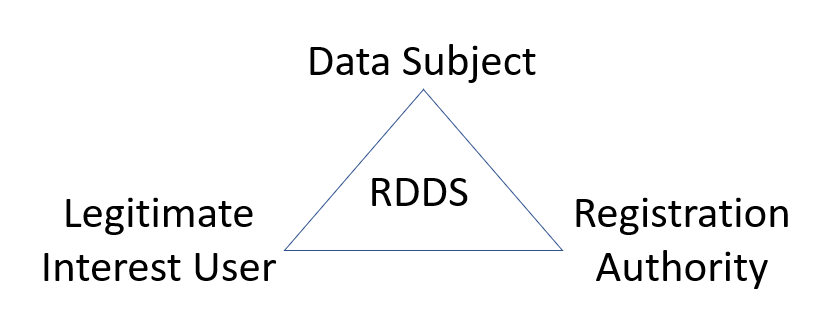 Data Subject
RDDS
Legitimate
Interest User
Registration
Authority